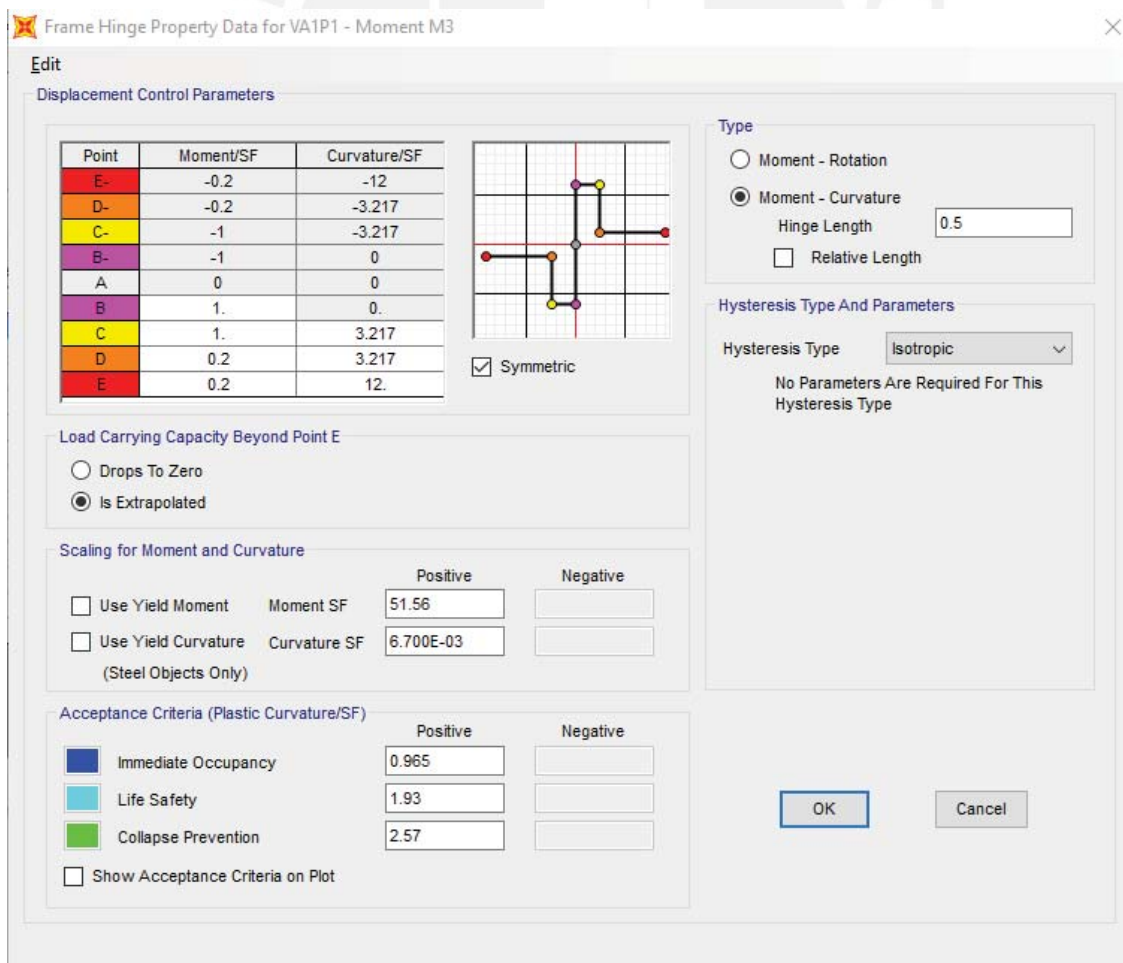 Frame Hinge Property Data for VA1P1 - Moment M3
Edit
Displacement Control Parameters
Point Moment/SF Curvature/SF
E- -0.2 -12
D- -0.2 -3.217
C- -1 -3.217
B- -1 0
A 0 0
B 1. 0.
C 1. 3.217
D 0.2 3.217
E 0.2 12.
Symmetric
Load Carrying Capacity Beyond Point E
Drops To Zero
Is Extrapolated
Scaling for Moment and Curvature
Positive Negative
Use Yield Moment Moment SF 51.56
Use Yield Curvature Curvature SF 6.700E-03
(Steel Objects Only)
Acceptance Criteria (Plastic Curvature/SF)
Positive Negative
Immediate Occupancy 0.965
Life Safety 1.93
Collapse Prevention 2.57
Show Acceptance Criteria on Plot
Type
Moment - Rotation
Moment - Curvature
Hinge Length 0.5
Relative Length
Hysteresis Type And Parameters
Hysteresis Type Isotropic
No Parameters Are Required For This
Hysteresis Type
OK Cancel